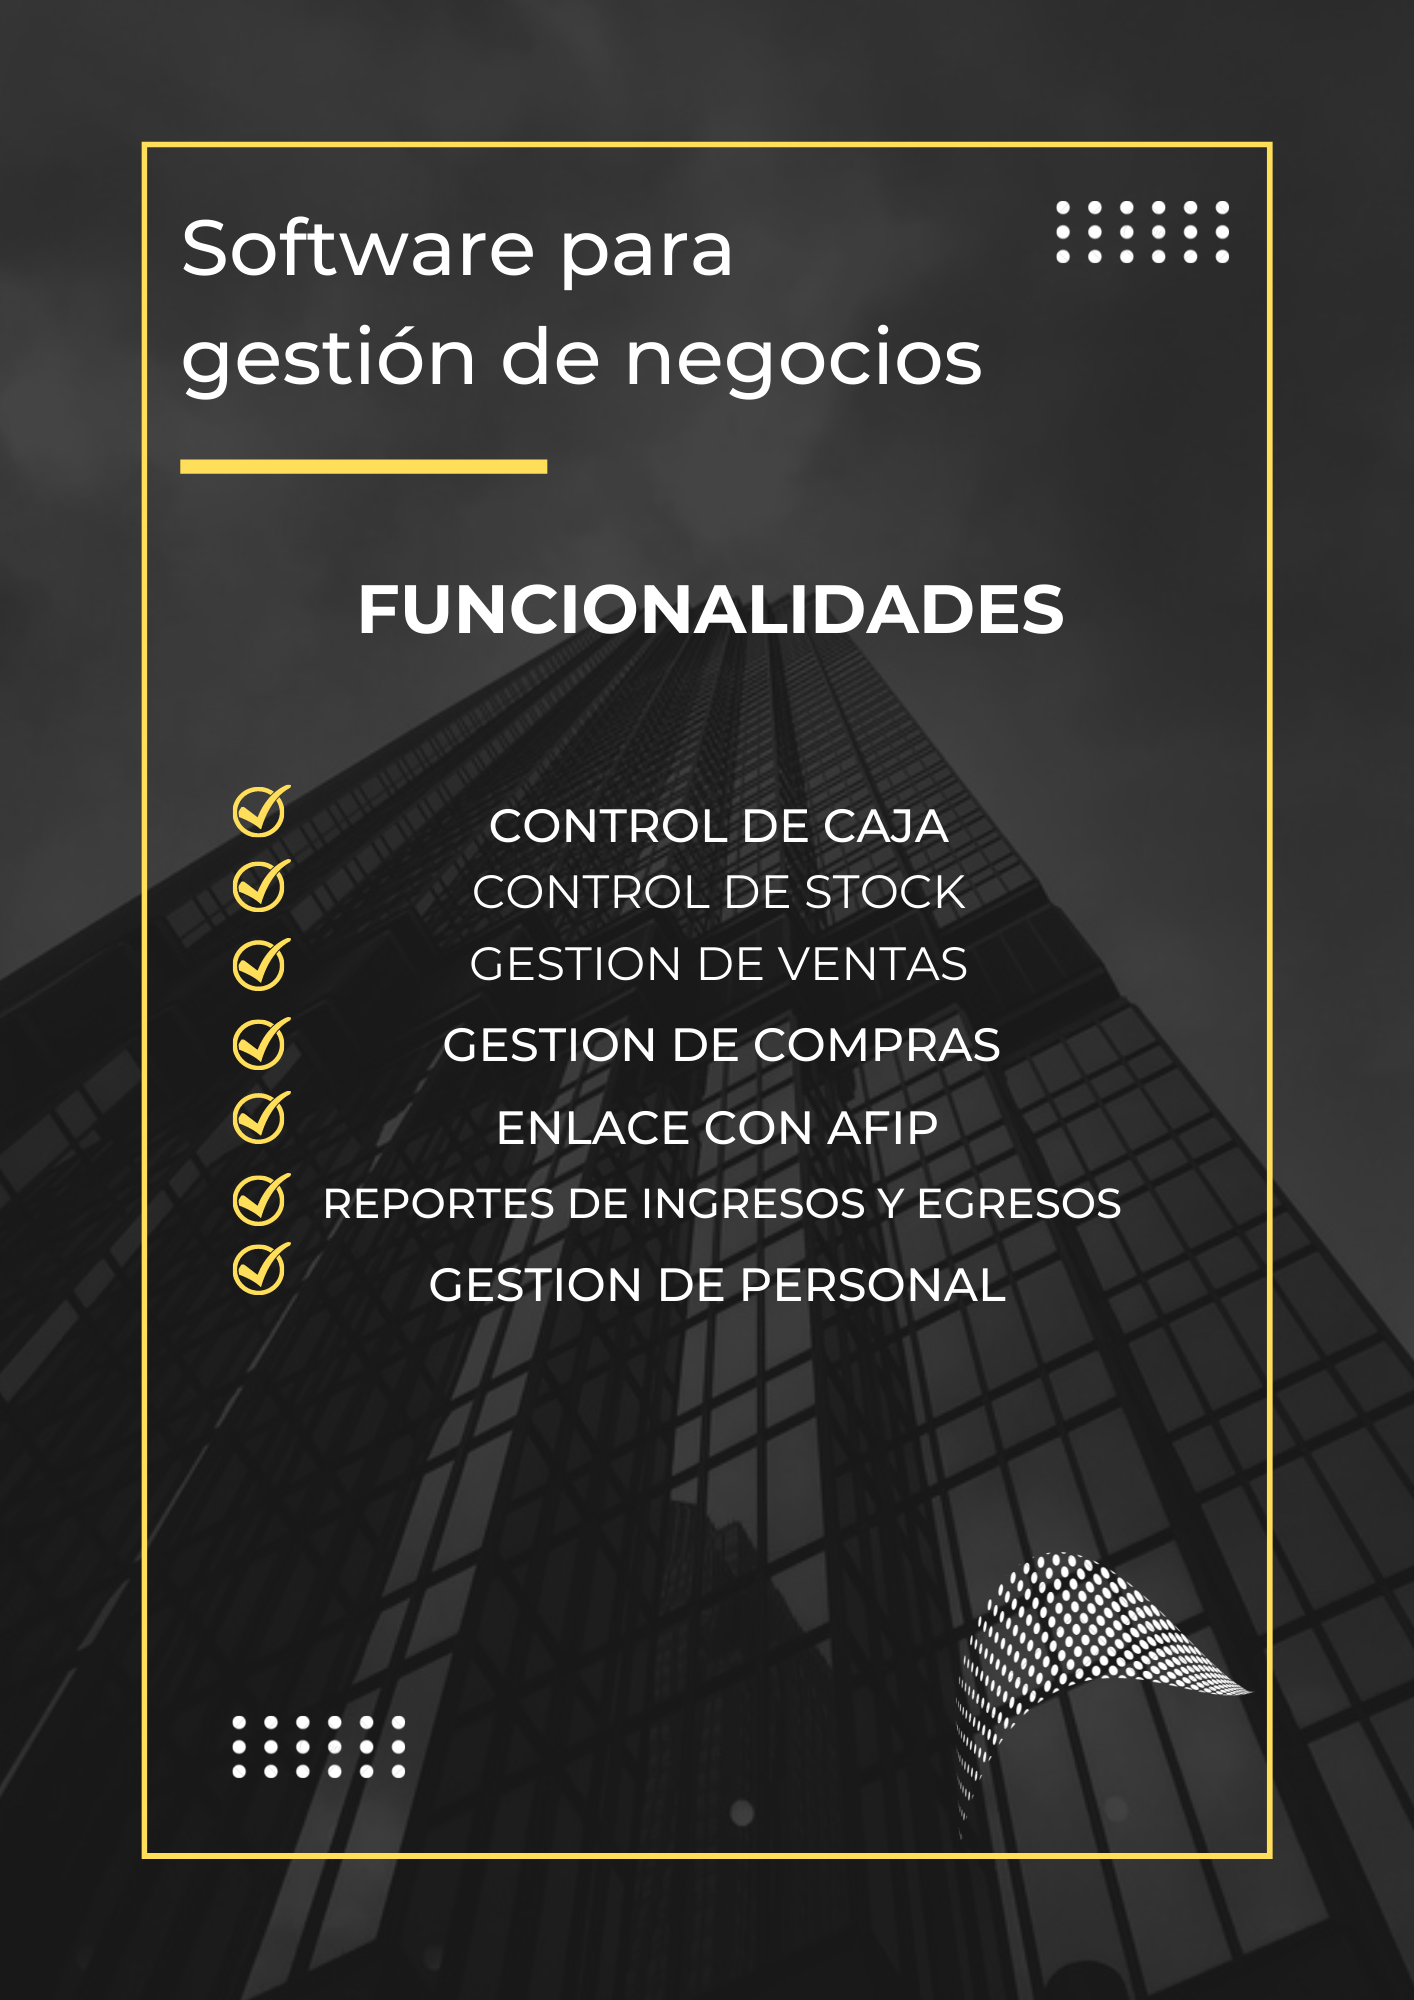 Software para
gestión de negocios
FUNCIONALIDADES
CONTROL DE CAJA
CONTROL DE STOCK
GESTION DE VENTAS
GESTION DE COMPRAS
ENLACE CON AFIP
REPORTES DE INGRESOS Y EGRESOS
GESTION DE PERSONAL